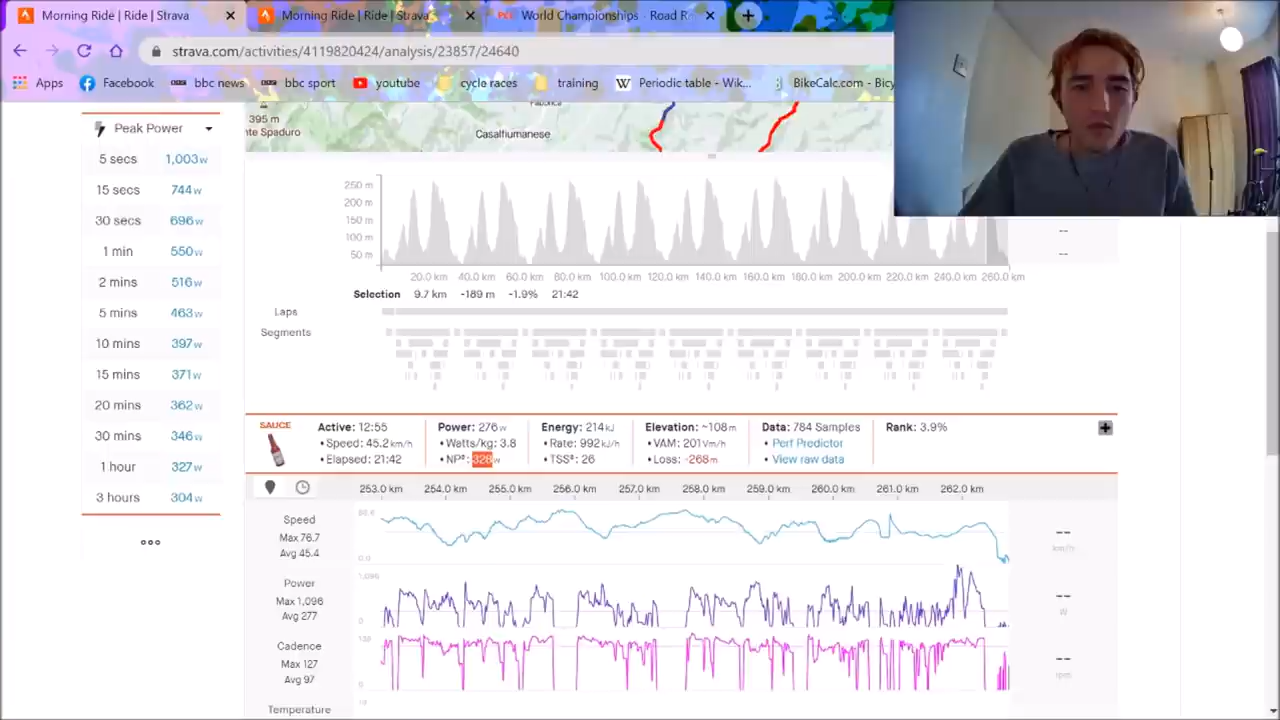 Morning Ride | Ride | Strava
Morning Ride | Ride | Strava
World Championships - Road R
strava.com/activities/4119820424/analysis/23857/24640
Apps
Facebook
bbc news
bbc sport
youtube
cycle races
training
Periodic table - Wik...
BikeCalc.com - Bicy
395 m
nte Spaduro
Casalfiumanese
Peak Power
5 secs 1,003 w
15 secs 744 w
30 secs 696 w
1 min 550 w
2 mins 516 w
5 mins 463 w
10 mins 397 w
15 mins 371 w
20 mins 362 w
30 mins 346 w
1 hour 327 w
3 hours 304 w
250 m
200 m
150 m
100 m
50 m
20.0 km 40.0 km 60.0 km 80.0 km 100.0 km 120.0 km 140.0 km 160.0 km 180.0 km 200.0 km 220.0 km 240.0 km 260.0 km
--
--
Selection 9.7 km -189 m -1.9% 21:42
Laps
Segments
SAUCE
Active: 12:55
• Speed: 45.2 km/h
• Elapsed: 21:42
Power: 276 w
• Watts/kg: 3.8
• NP®: 328 w
Energy: 214 kJ
• Rate: 992 kJ/h
• TSS®: 26
Elevation: ~108 m
• VAM: 201 Vm/h
• Loss: -268 m
Data: 784 Samples
• Perf Predictor
• View raw data
Rank: 3.9%
253.0 km 254.0 km 255.0 km 256.0 km 257.0 km 258.0 km 259.0 km 260.0 km 261.0 km 262.0 km
Speed
Max 76.7
Avg 45.4
0.0
--
km/h
Power
Max 1,096
Avg 277
1,096
0
--
W
Cadence
Max 127
Avg 97
0
--
rpm
Temperature